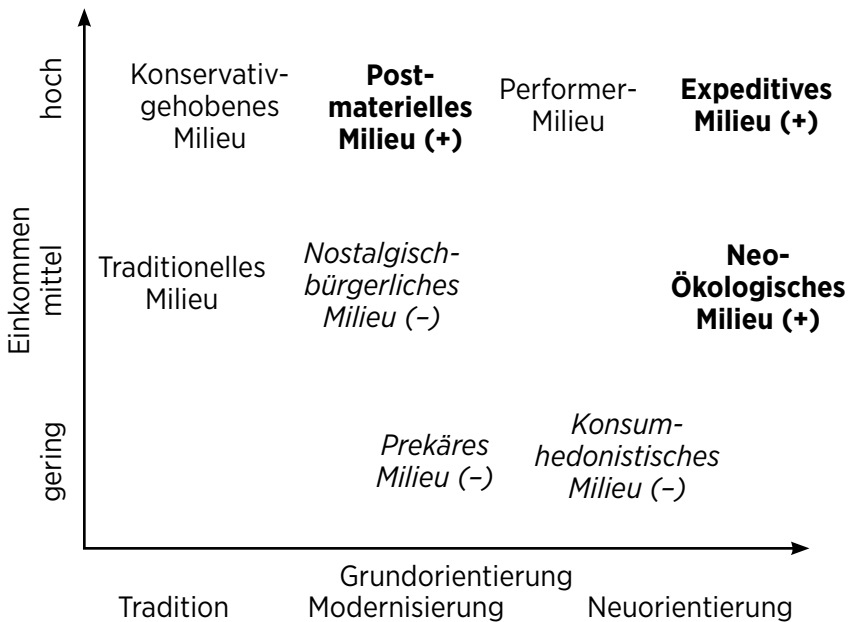 Konservativ-
gehobenes
Milieu
Post-
materielles
Milieu (+)
Performer-
Milieu
Expeditives
Milieu (+)
Traditionelles
Milieu
Nostalgisch-
bürgerliches
Milieu (–)
Neo-
Ökologisches
Milieu (+)
Prekäres
Milieu (–)
Konsum-
hedonistisches
Milieu (–)
Einkommen
hoch
mittel
gering
Grundorientierung
Tradition Modernisierung Neuorientierung